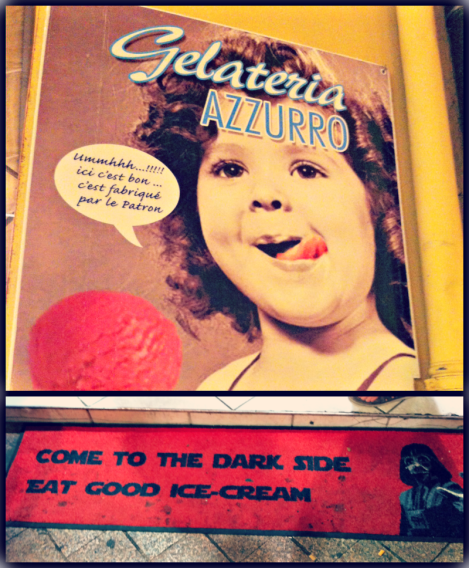 Gelateria
AZZURRO
Ummhhh...!!!!!
ici c'est bon ...
c'est fabriqué
par le Patron
COME TO THE DARK SIDE
EAT GOOD ICE-CREAM